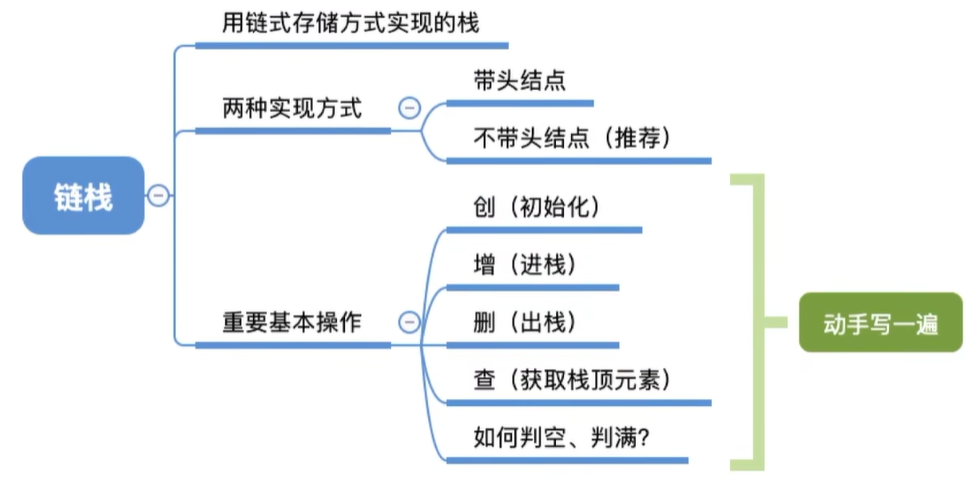 用链式存储方式实现的栈
两种实现方式
带头结点
不带头结点（推荐）
链栈
重要基本操作
创（初始化）
增（进栈）
删（出栈）
查（获取栈顶元素）
如何判空、判满?
动手写一遍